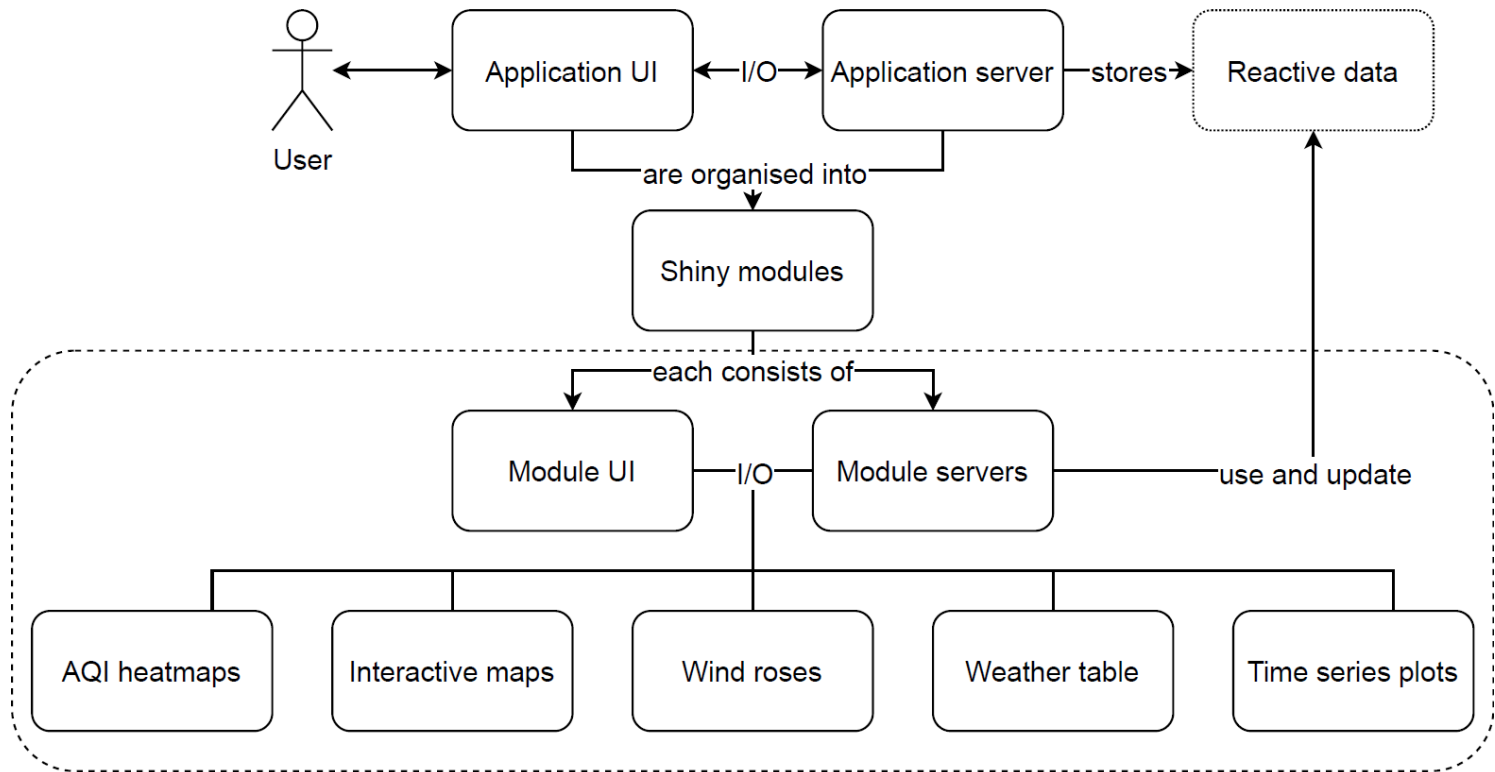 Application UI
I/O
Application server
stores
Reactive data
User
are organised into
Shiny modules
each consists of
Module UI
I/O
Module servers
use and update
AQI heatmaps
Interactive maps
Wind roses
Weather table
Time series plots